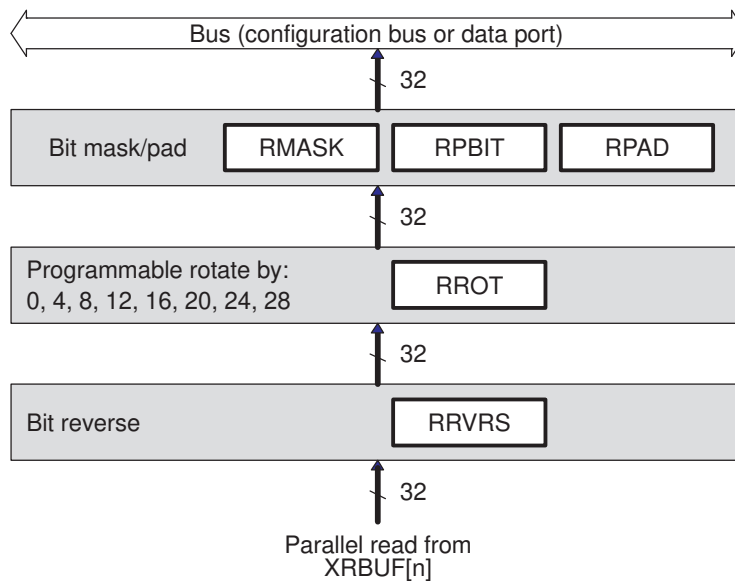 Bus (configuration bus or data port)
32
Bit mask/pad RMASK RPBIT RPAD
32
Programmable rotate by:
0, 4, 8, 12, 16, 20, 24, 28
RROT
32
Bit reverse RRVRS
32
Parallel read from
XRBUF[n]